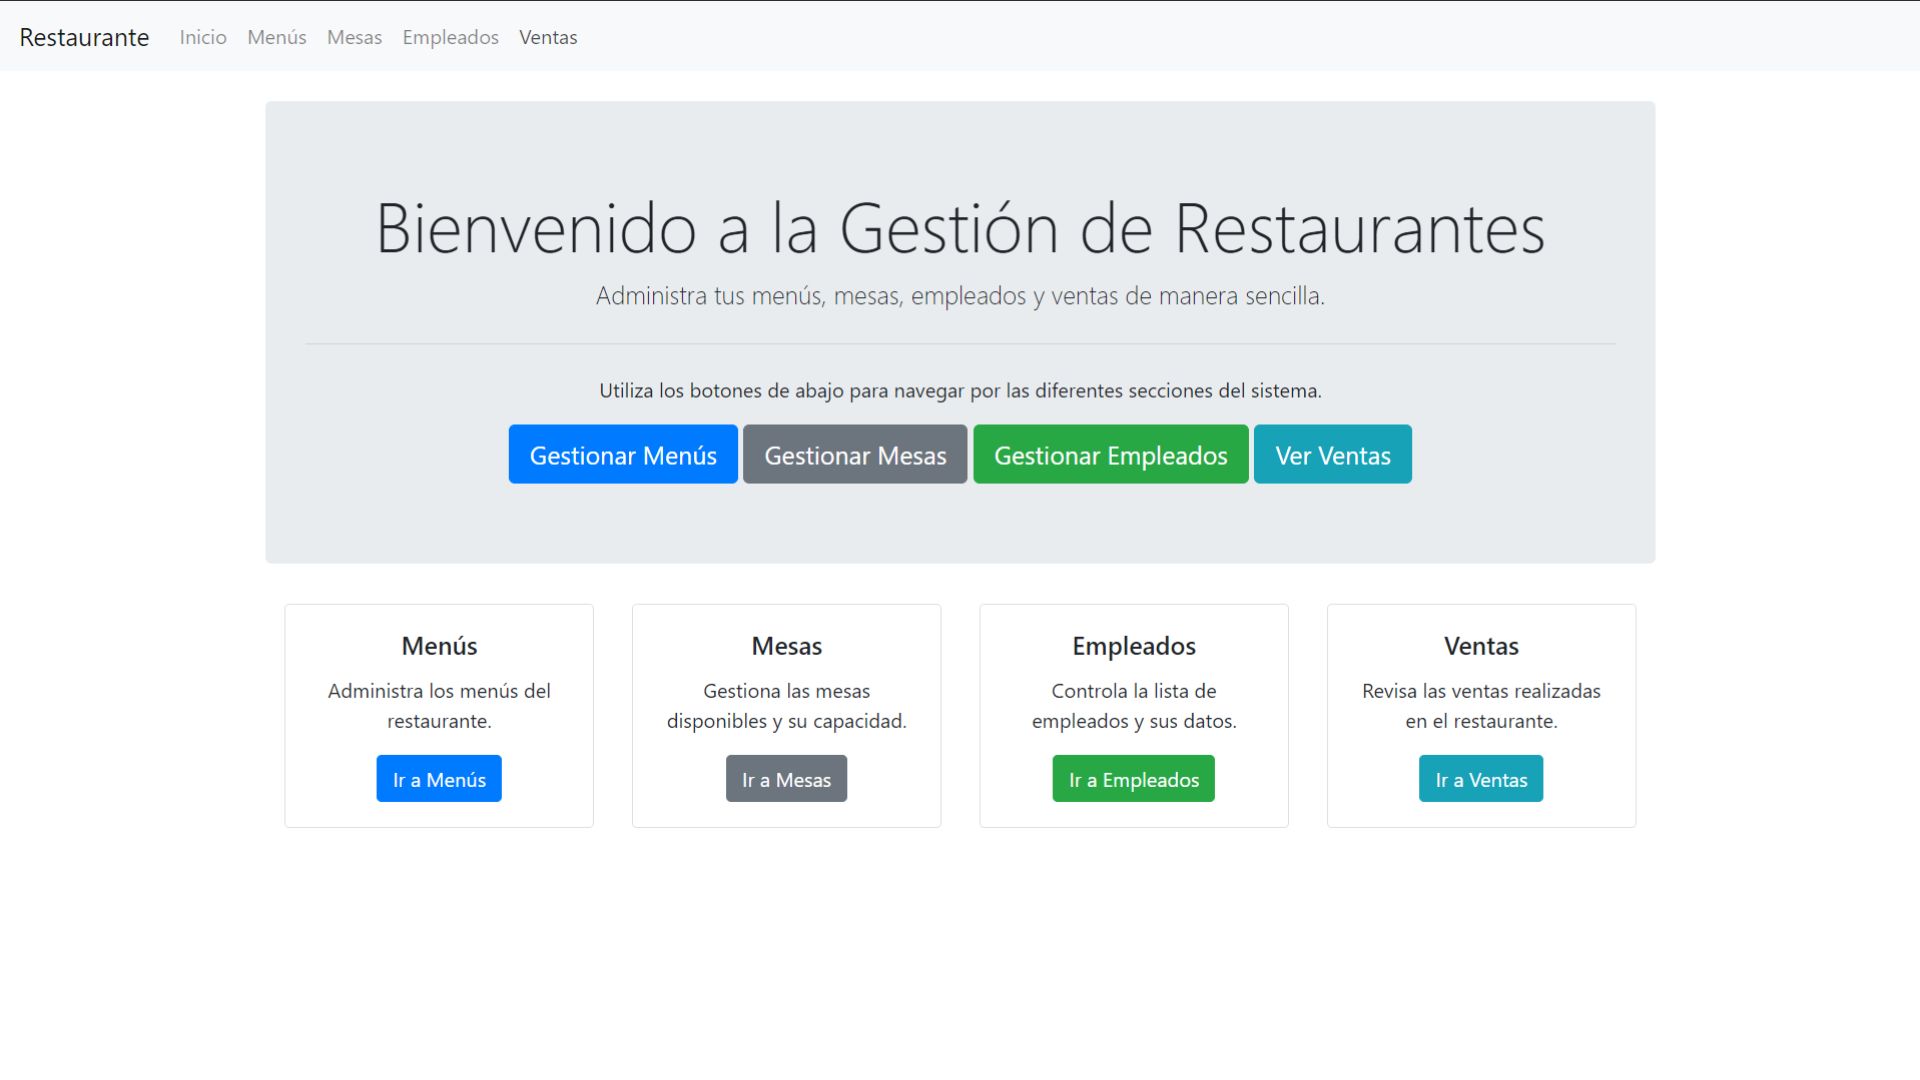 Restaurante Inicio Menús Mesas Empleados Ventas
Bienvenido a la Gestión de Restaurantes
Administra tus menús, mesas, empleados y ventas de manera sencilla.
Utiliza los botones de abajo para navegar por las diferentes secciones del sistema.
Gestionar Menús Gestionar Mesas Gestionar Empleados Ver Ventas
Menús
Administra los menús del
restaurante.
Ir a Menús
Mesas
Gestiona las mesas
disponibles y su capacidad.
Ir a Mesas
Empleados
Controla la lista de
empleados y sus datos.
Ir a Empleados
Ventas
Revisa las ventas realizadas
en el restaurante.
Ir a Ventas